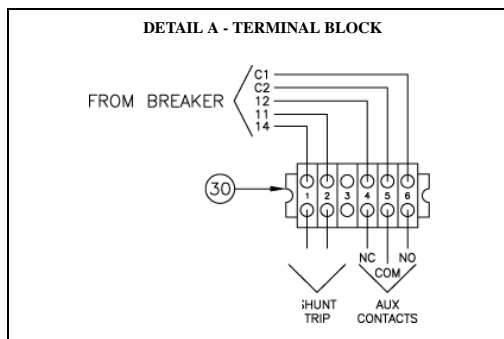 DETAIL A - TERMINAL BLOCK
C1
C2
FROM BREAKER
12
11
14
30
1 2 3 4 5 6
NC NO
COM
SHUNT AUX
TRIP CONTACTS